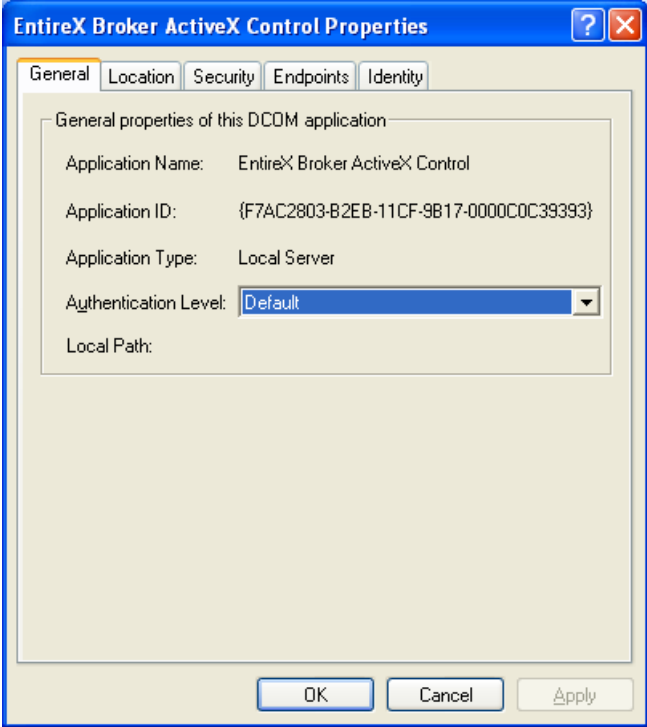 EntireX Broker ActiveX Control Properties
General Location Security Endpoints Identity
General properties of this DCOM application
Application Name: EntireX Broker ActiveX Control
Application ID: {F7AC2803-B2EB-11CF-9B17-0000C0C39393}
Application Type: Local Server
Authentication Level: Default
Local Path:
OK Cancel Apply